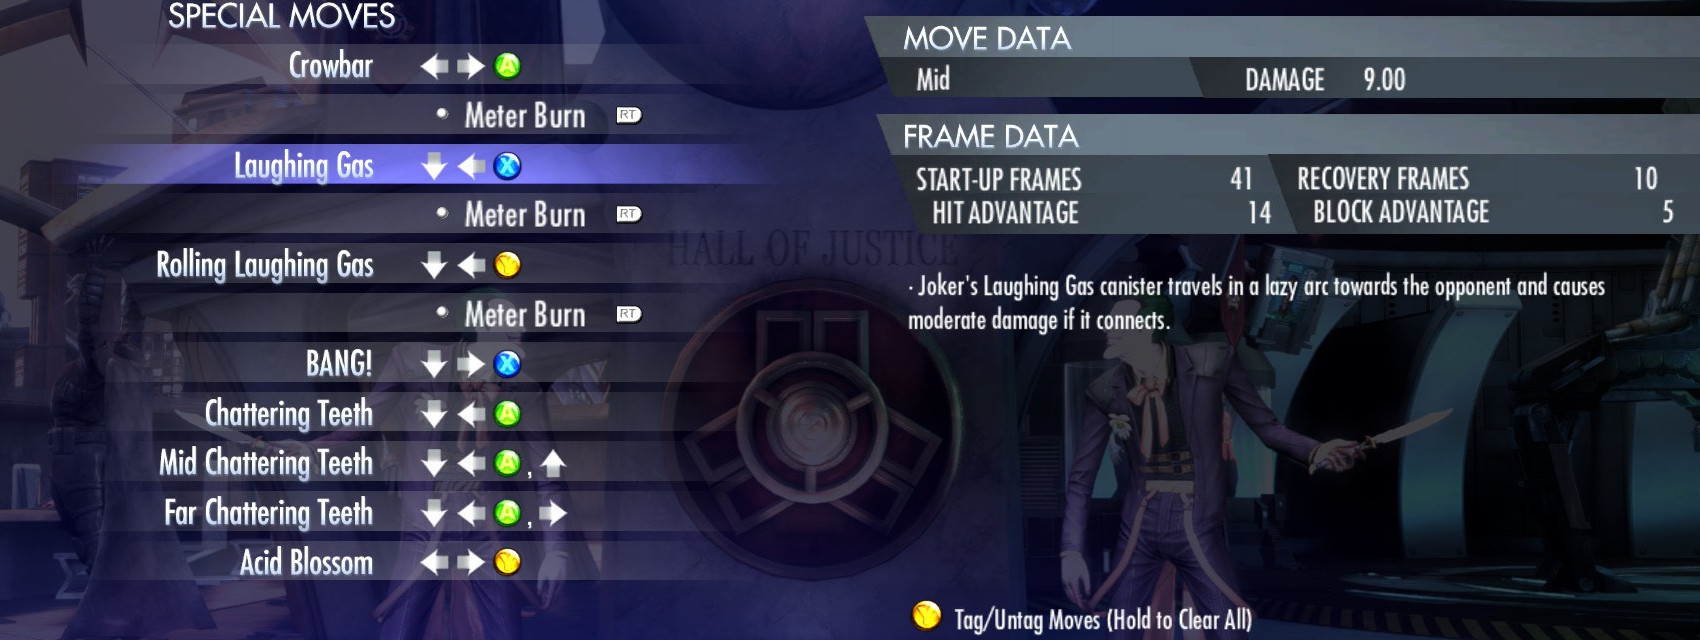 SPECIAL MOVES
Crowbar A
Meter Burn RT
Laughing Gas X
Meter Burn RT
Rolling Laughing Gas Y
Meter Burn RT
BANG! X
Chattering Teeth A
Mid Chattering Teeth A ,
Far Chattering Teeth A ,
Acid Blossom Y
HALL OF JUSTICE
MOVE DATA
Mid DAMAGE 9.00
FRAME DATA
START-UP FRAMES 41 RECOVERY FRAMES 10
HIT ADVANTAGE 14 BLOCK ADVANTAGE 5
· Joker's Laughing Gas canister travels in a lazy arc towards the opponent and causes
moderate damage if it connects.
Y Tag/Untag Moves (Hold to Clear All)